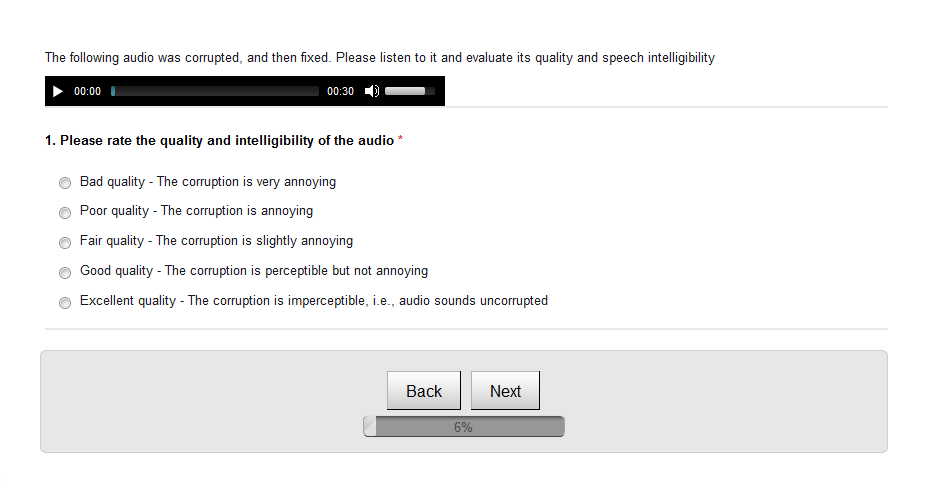 The following audio was corrupted, and then fixed. Please listen to it and evaluate its quality and speech intelligibility
00:00 00:30
1. Please rate the quality and intelligibility of the audio *
Bad quality - The corruption is very annoying
Poor quality - The corruption is annoying
Fair quality - The corruption is slightly annoying
Good quality - The corruption is perceptible but not annoying
Excellent quality - The corruption is imperceptible, i.e., audio sounds uncorrupted
Back Next
6%